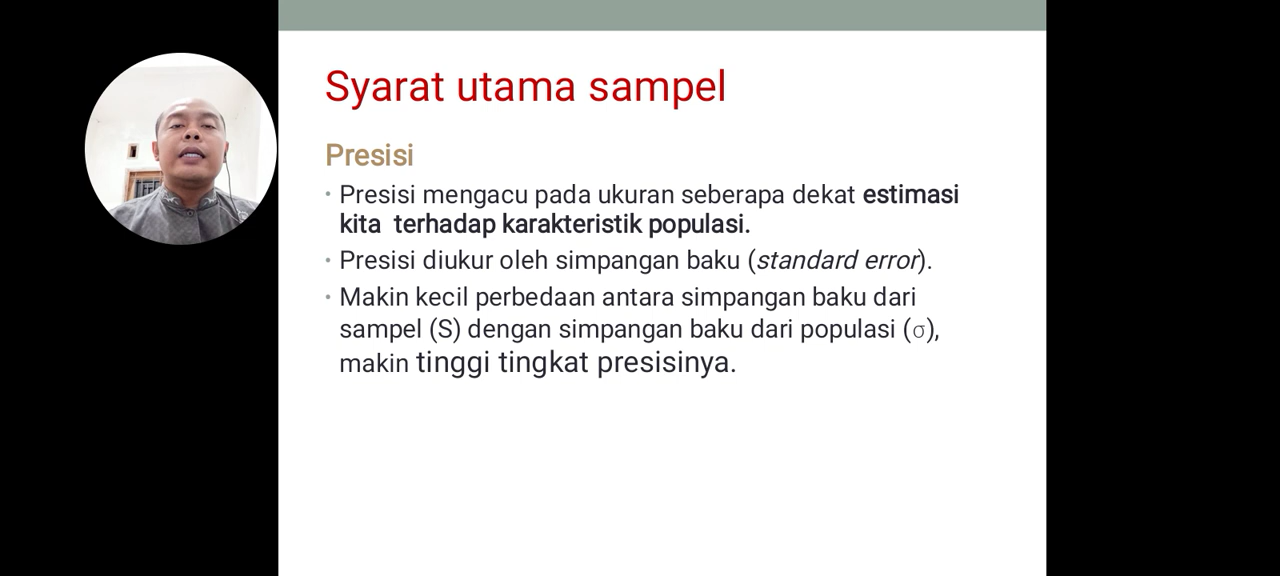 Syarat utama sampel
Presisi
• Presisi mengacu pada ukuran seberapa dekat estimasi
kita terhadap karakteristik populasi.
• Presisi diukur oleh simpangan baku (standard error).
• Makin kecil perbedaan antara simpangan baku dari
sampel (S) dengan simpangan baku dari populasi (σ),
makin tinggi tingkat presisinya.